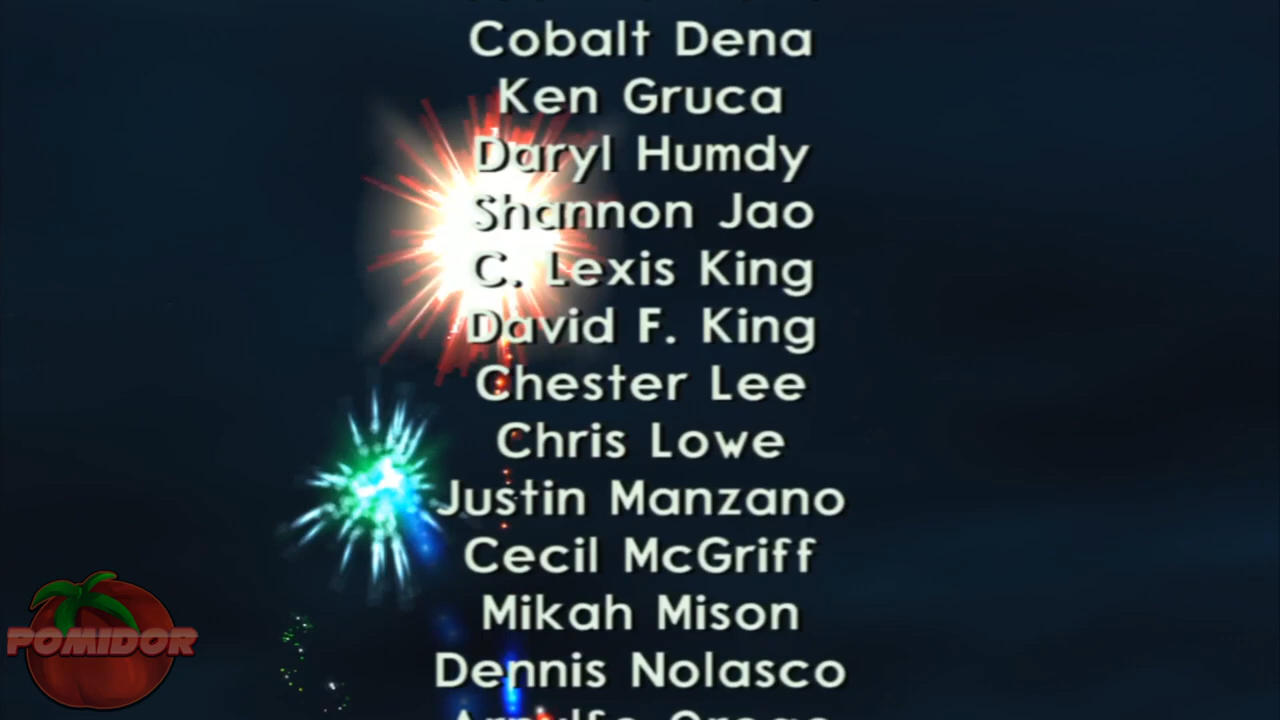 Cobalt Dena
Ken Gruca
Daryl Humdy
Shannon Jao
C. Lexis King
David F. King
Chester Lee
Chris Lowe
Justin Manzano
Cecil McGriff
Mikah Mison
Dennis Nolasco
POMIDOR